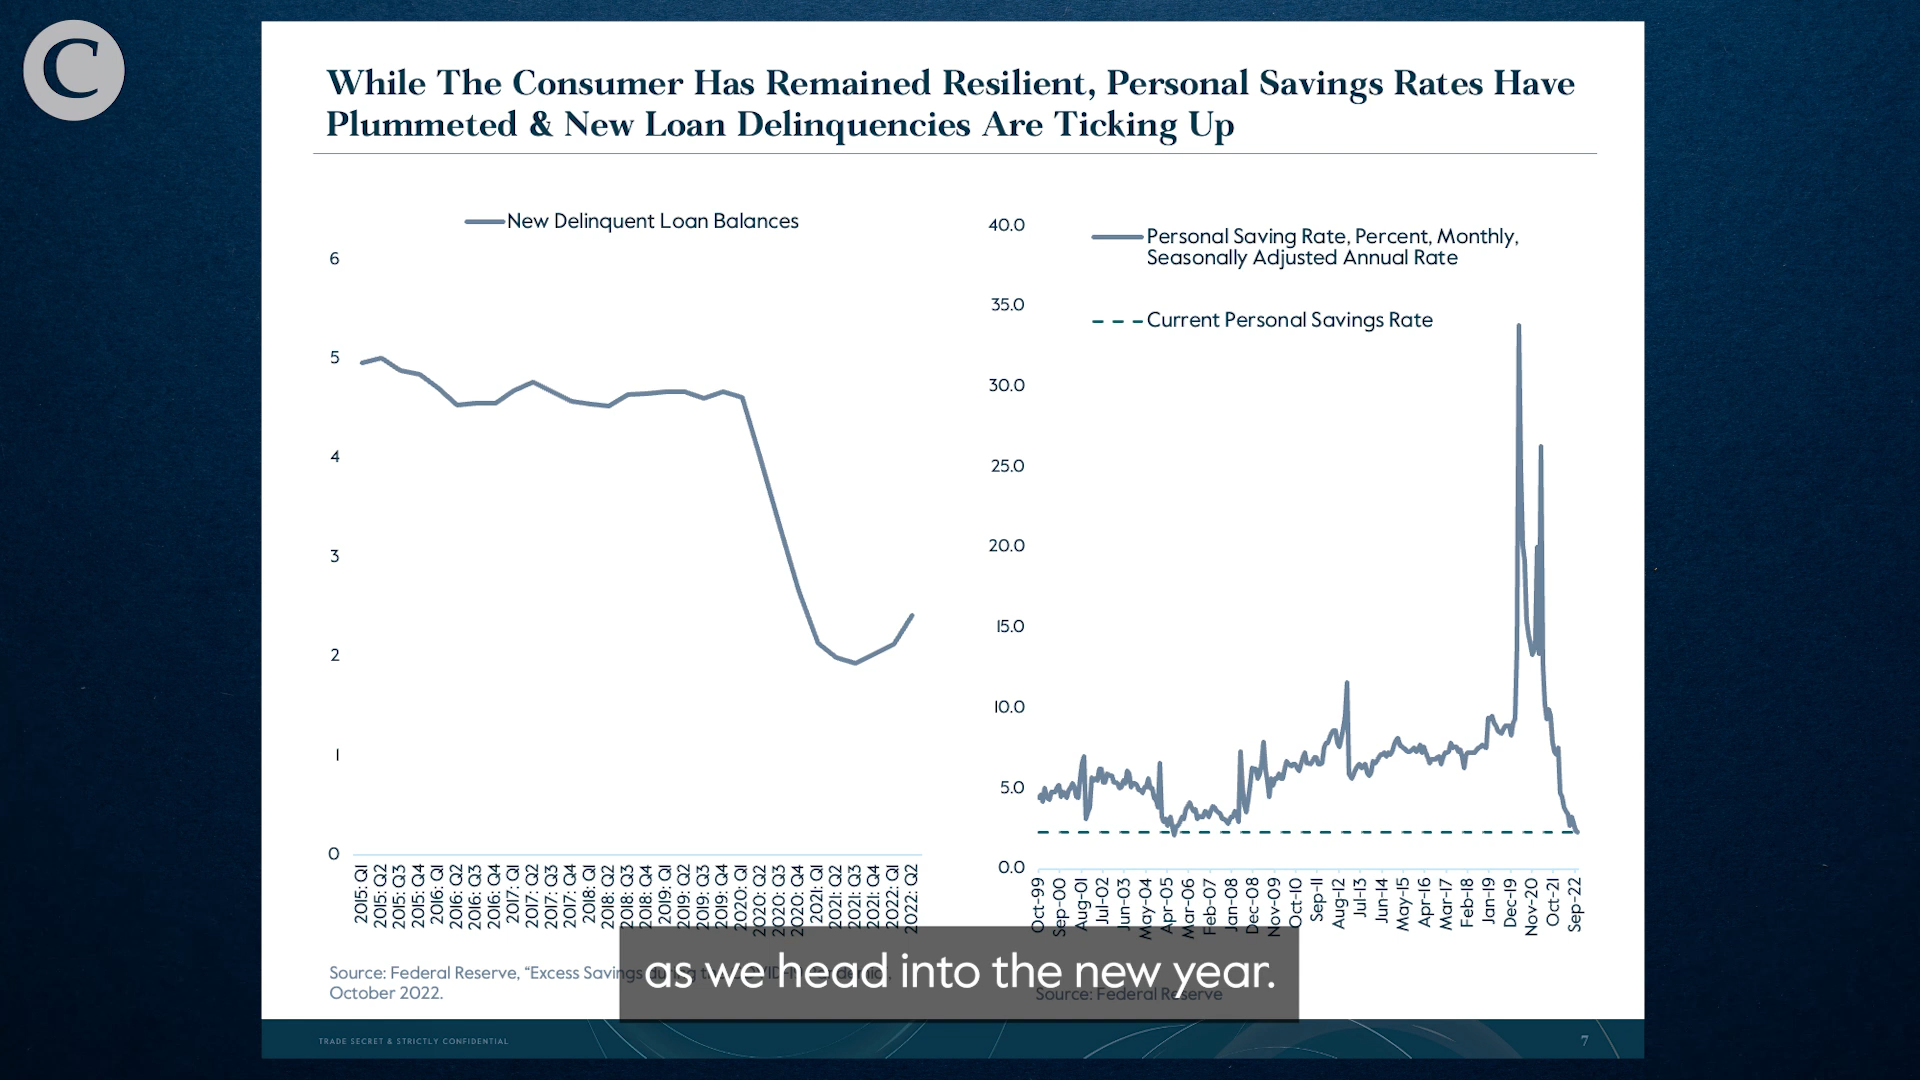 C
While The Consumer Has Remained Resilient, Personal Savings Rates Have
Plummeted & New Loan Delinquencies Are Ticking Up
New Delinquent Loan Balances
6
5
4
3
2
1
0
2015: Q1
2015: Q2
2015: Q3
2015: Q4
2016: Q1
2016: Q2
2016: Q3
2016: Q4
2017: Q1
2017: Q2
2017: Q3
2017: Q4
2018: Q1
2018: Q2
2018: Q3
2018: Q4
2019: Q1
2019: Q2
2019: Q3
2019: Q4
2020: Q1
2020: Q2
2020: Q3
2020: Q4
2021: Q1
2021: Q2
2021: Q3
2021: Q4
2022: Q1
2022: Q2
Source: Federal Reserve, “Excess Savings during the COVID-19 Pandemic”,
October 2022.
40.0
35.0
30.0
25.0
20.0
15.0
10.0
5.0
0.0
Personal Saving Rate, Percent, Monthly,
Seasonally Adjusted Annual Rate
Current Personal Savings Rate
Oct-99
Sep-00
Aug-01
Jul-02
Jun-03
May-04
Apr-05
Mar-06
Feb-07
Jan-08
Dec-08
Nov-09
Oct-10
Sep-11
Aug-12
Jul-13
Jun-14
May-15
Apr-16
Mar-17
Feb-18
Jan-19
Dec-19
Nov-20
Oct-21
Sep-22
Source: Federal Reserve
as we head into the new year.
TRADE SECRET & STRICTLY CONFIDENTIAL
7